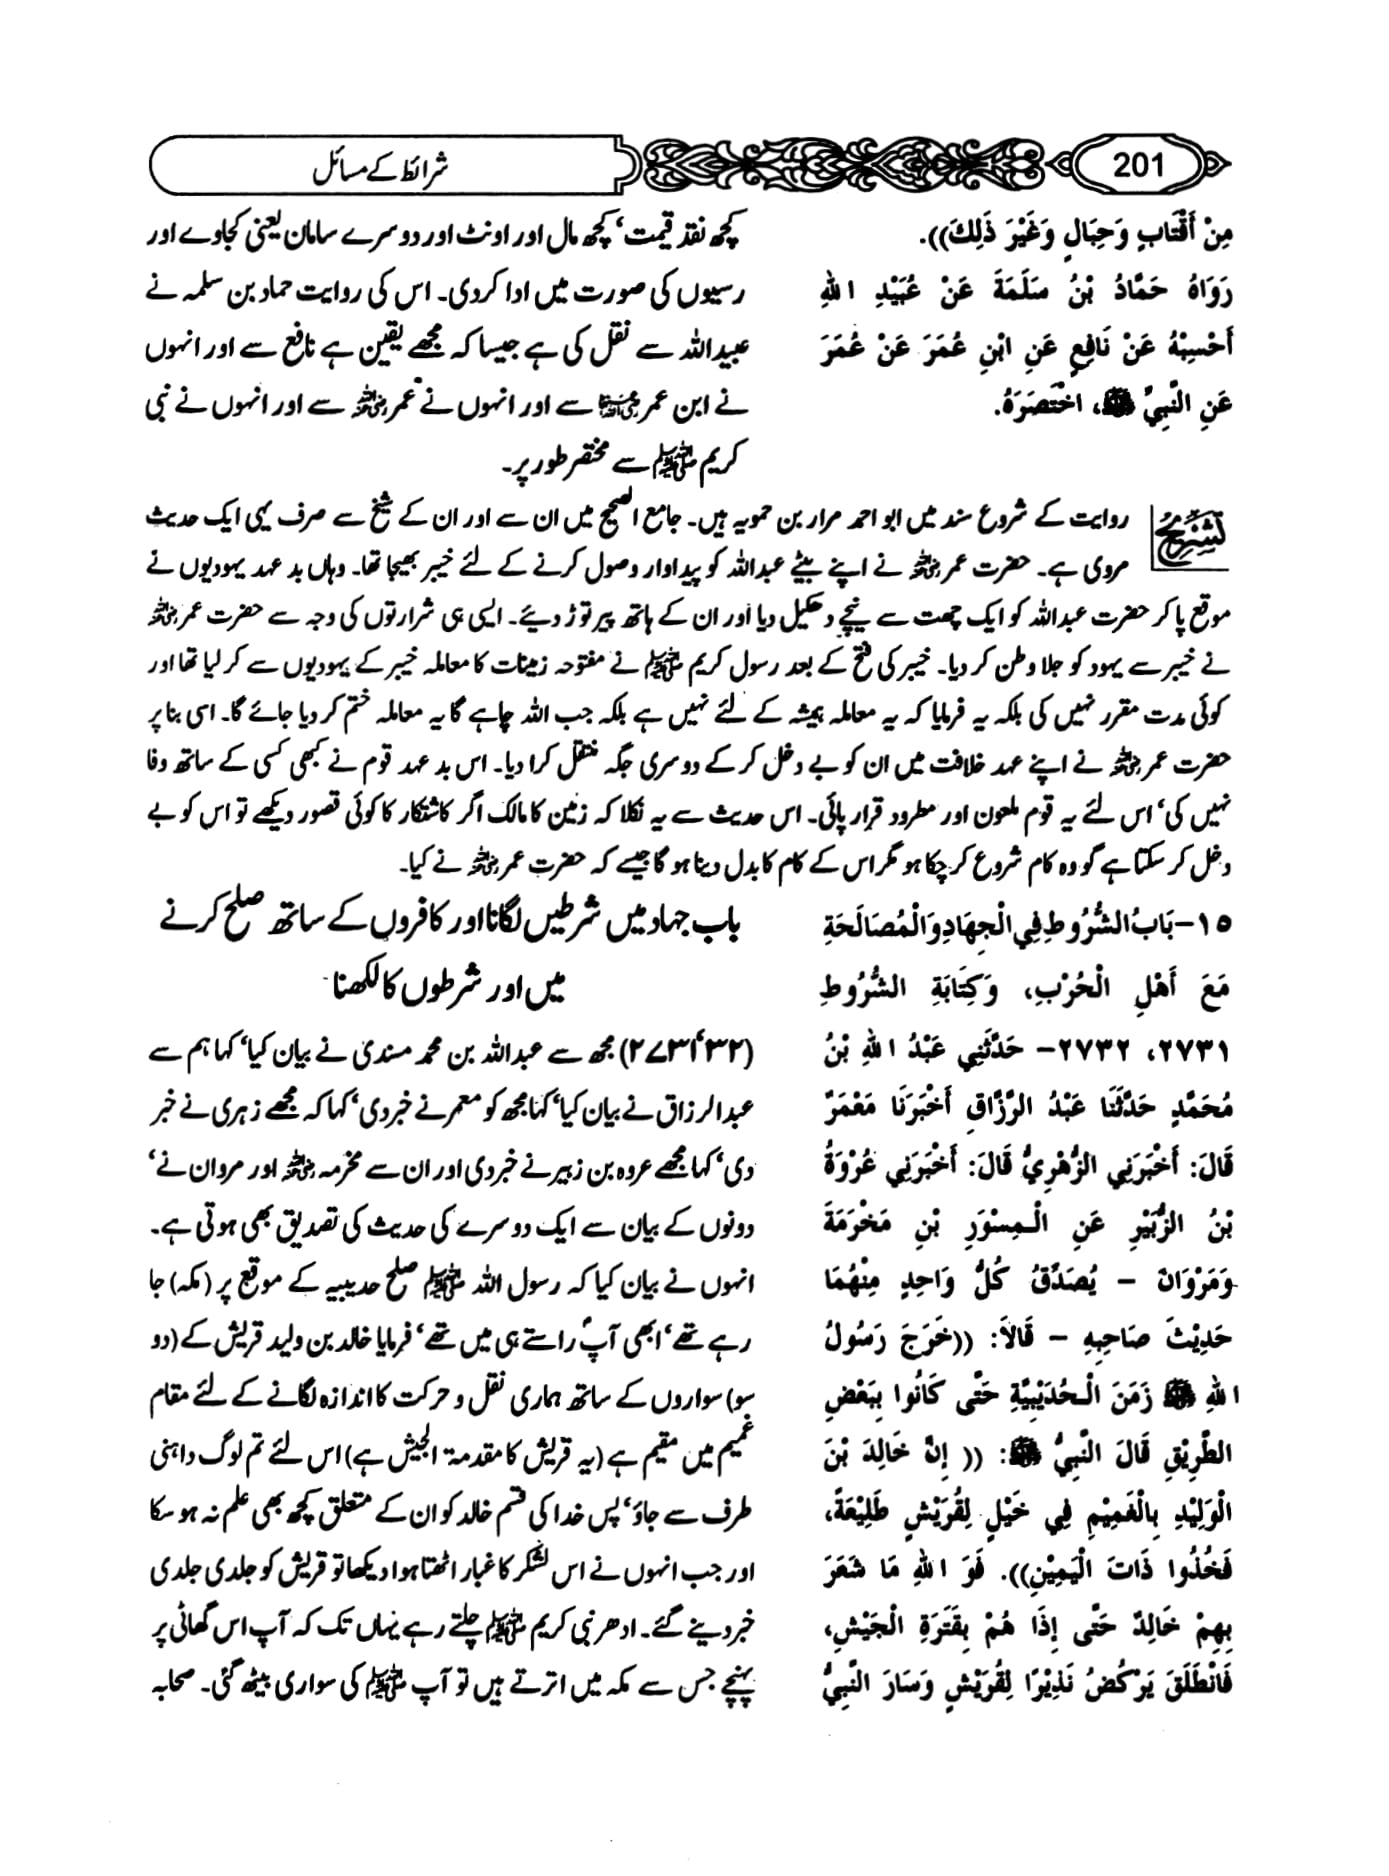 201
شرائط کے مسائل
مِنْ أَقْتَابٍ وَحِبَالٍ وَغَيْرَ ذَلِكَ)).
رَوَاهُ حَمَّادُ بْنُ سَلَمَةَ عَنْ عُبَيْدِ اللهِ
أَحْسِبُهُ عَنْ نَافِعٍ عَنِ ابْنِ عُمَرَ عَنْ عُمَرَ
عَنِ النَّبِيِّ ﷺ، اخْتَصَرَهُ.
کچھ نقد قیمت‘ کچھ مال اور اونٹ اور دوسرے سامان یعنی کجاوے اور
رسیوں کی صورت میں ادا کردی۔ اس کی روایت حماد بن سلمہ نے
عبیداللہ سے نقل کی ہے جیسا کہ مجھے یقین ہے نافع سے اور انہوں
نے ابن عمر رضی اللہ عنہما سے اور انہوں نے عمر رضی اللہ عنہ سے اور انہوں نے نبی
کریم ﷺ سے مختصر طور پر۔
تشریح
روایت کے شروع سند میں ابو احمد مرار بن حمویہ ہیں۔ جامع الصحیح میں ان سے اور ان کے شیخ سے صرف یہی ایک حدیث
مروی ہے۔ حضرت عمر رضی اللہ عنہ نے اپنے بیٹے عبداللہ کو پیداوار وصول کرنے کے لئے خیبر بھیجا تھا۔ وہاں بد عہد یہودیوں نے
موقع پا کر حضرت عبداللہ کو ایک چھت سے نیچے دھکیل دیا اور ان کے ہاتھ پیر توڑ دیئے۔ ایسی ہی شرارتوں کی وجہ سے حضرت عمر رضی اللہ عنہ
نے خیبر سے یہود کو جلا وطن کر دیا۔ خیبر کی فتح کے بعد رسول کریم ﷺ نے مفتوحہ زمینات کا معاملہ خیبر کے یہودیوں سے کر لیا تھا اور
کوئی مدت مقرر نہیں کی بلکہ یہ فرمایا کہ یہ معاملہ ہمیشہ کے لئے نہیں ہے بلکہ جب اللہ چاہے گا یہ معاملہ ختم کر دیا جائے گا۔ اسی بنا پر
حضرت عمر رضی اللہ عنہ نے اپنے عہد خلافت میں ان کو بے دخل کر کے دوسری جگہ منتقل کرا دیا۔ اس بد عہد قوم نے کبھی کسی کے ساتھ وفا
نہیں کی‘ اس لئے یہ قوم ملعون اور مطرود قرار پائی۔ اس حدیث سے یہ نکلا کہ زمین کا مالک اگر کاشتکار کا کوئی قصور دیکھے تو اس کو بے
دخل کر سکتا ہے گو وہ کام شروع کر چکا ہو مگر اس کے کام کا بدل دینا ہو گا جیسے کہ حضرت عمر رضی اللہ عنہ نے کیا۔
١٥- بَابُ الشُّرُوطِ فِي الْجِهَادِ وَالْمُصَالَحَةِ
مَعَ أَهْلِ الْحَرْبِ، وَكِتَابَةِ الشُّرُوطِ
٢٧٣١، ٢٧٣٢- حَدَّثَنِي عَبْدُ اللهِ بْنُ
مُحَمَّدٍ حَدَّثَنَا عَبْدُ الرَّزَّاقِ أَخْبَرَنَا مَعْمَرٌ
قَالَ: أَخْبَرَنِي الزُّهْرِيُّ قَالَ: أَخْبَرَنِي عُرْوَةُ
بْنُ الزُّبَيْرِ عَنِ الْمِسْوَرِ بْنِ مَخْرَمَةَ
وَمَرْوَانَ - يُصَدِّقُ كُلُّ وَاحِدٍ مِنْهُمَا
حَدِيْثَ صَاحِبِهِ - قَالاَ: ((خَرَجَ رَسُولُ
اللهِ ﷺ زَمَنَ الْحُدَيْبِيَّةِ حَتَّى كَانُوا بِبَعْضِ
الطَّرِيْقِ قَالَ النَّبِيُّ ﷺ: ((إِنَّ خَالِدَ بْنَ
الْوَلِيْدِ بِالْغَمِيْمِ فِي خَيْلٍ لِقُرَيْشٍ طَلِيْعَةً،
فَخُذُوا ذَاتَ الْيَمِيْنِ)). فَوَ اللهِ مَا شَعَرَ
بِهِمْ خَالِدٌ حَتَّى إِذَا هُمْ بِقَتَرَةِ الْجَيْشِ،
فَانْطَلَقَ يَرْكُضُ نَذِيْرًا لِقُرَيْشٍ وَسَارَ النَّبِيُّ
باب جہاد میں شرطیں لگانا اور کافروں کے ساتھ صلح کرنے
میں اور شرطوں کا لکھنا
(۳۲‘۲۷۳۱) مجھ سے عبداللہ بن محمد مسندی نے بیان کیا‘ کہا ہم سے
عبدالرزاق نے بیان کیا‘ کہا مجھ کو معمر نے خبر دی‘ کہا کہ مجھے زہری نے خبر
دی‘ کہا مجھے عروہ بن زبیر نے خبر دی اور ان سے مخرمہ رضی اللہ عنہ اور مروان نے‘
دونوں کے بیان سے ایک دوسرے کی حدیث کی تصدیق بھی ہوتی ہے۔
انہوں نے بیان کیا کہ رسول اللہ ﷺ صلح حدیبیہ کے موقع پر (مکہ) جا
رہے تھے‘ ابھی آپؐ راستے ہی میں تھے‘ فرمایا خالد بن ولید قریش کے (دو
سو) سواروں کے ساتھ ہماری نقل و حرکت کا اندازہ لگانے کے لئے مقام
غمیم میں مقیم ہے (یہ قریش کا مقدمۃ الجیش ہے) اس لئے تم لوگ داہنی
طرف سے جاؤ‘ پس خدا کی قسم خالد کو ان کے متعلق کچھ بھی علم نہ ہو سکا
اور جب انہوں نے اس لشکر کا غبار اٹھتا ہوا دیکھا تو قریش کو جلدی جلدی
خبر دینے گئے۔ ادھر نبی کریم ﷺ چلتے رہے یہاں تک کہ آپ اس گھاٹی پر
پہنچے جس سے مکہ میں اترتے ہیں تو آپ ﷺ کی سواری بیٹھ گئی۔ صحابہ